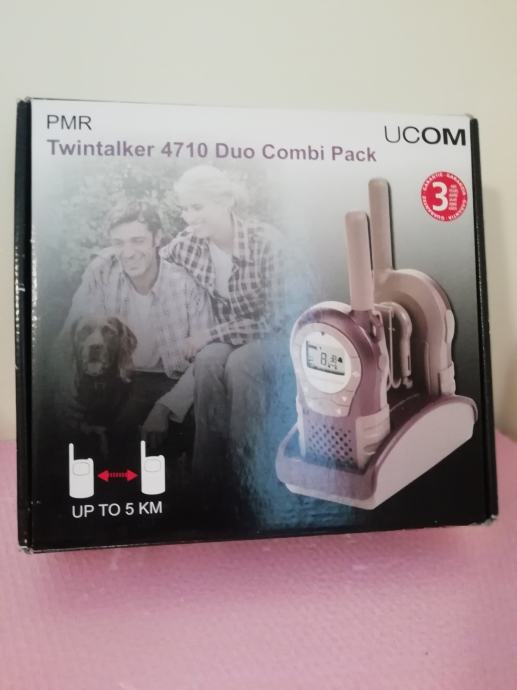 PMR
UCOM
Twintalker 4710 Duo Combi Pack
3
UP TO 5 KM